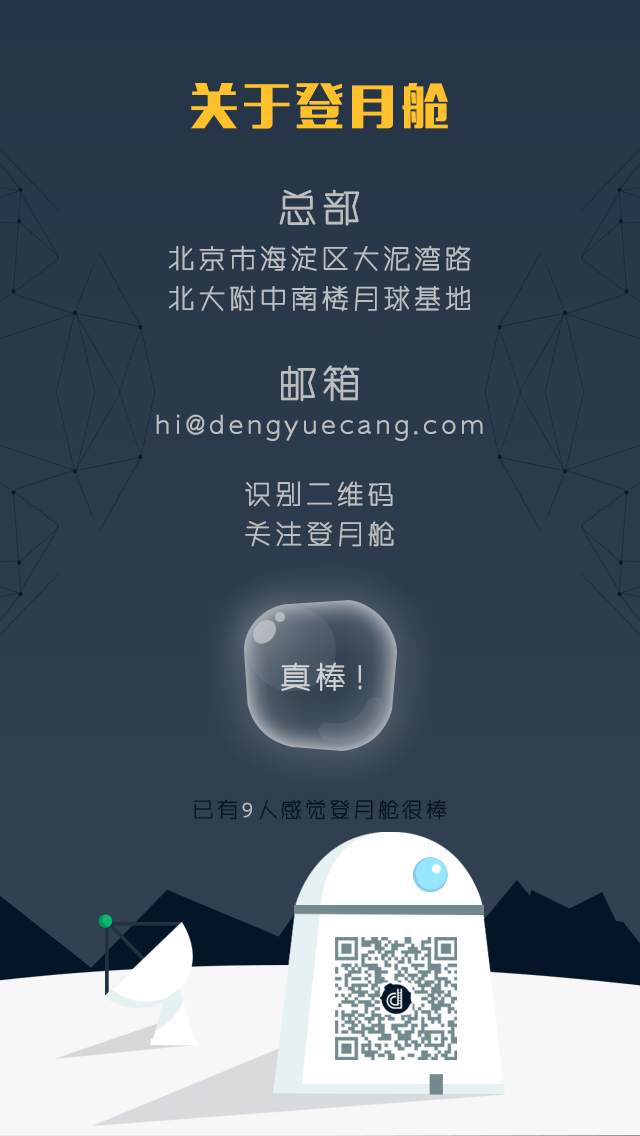 关于登月舱
总部
北京市海淀区大泥湾路
北大附中南楼月球基地
邮箱
hi@dengyuecang.com
识别二维码
关注登月舱
真棒!
已有9人感觉登月舱很棒